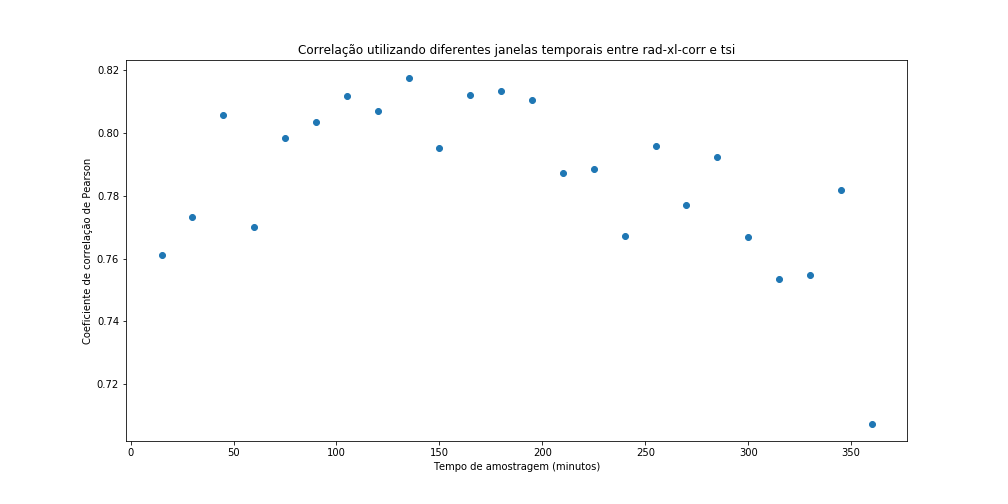 Correlação utilizando diferentes janelas temporais entre rad-xl-corr e tsi
0.82
0.80
0.78
0.76
0.74
0.72
Coeficiente de correlação de Pearson
0 50 100 150 200 250 300 350
Tempo de amostragem (minutos)